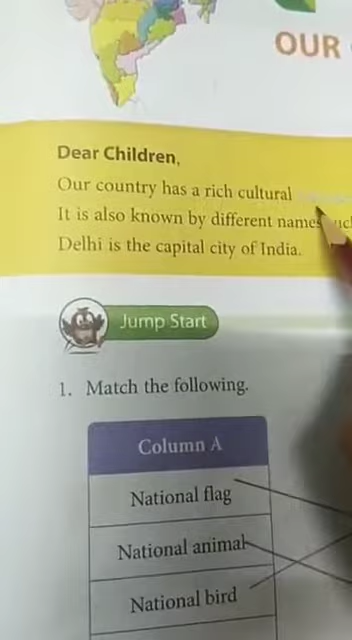 OUR
Dear Children,
Our country has a rich cultural
It is also known by different names
Delhi is the capital city of India.
Jump Start
1. Match the following.
Column A
National flag
National animal
National bird